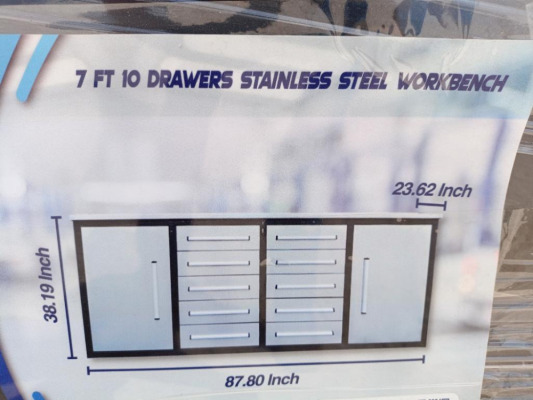 7 FT 10 DRAWERS STAINLESS STEEL WORKBENCH
23.62 Inch
38.19 Inch
87.80 Inch